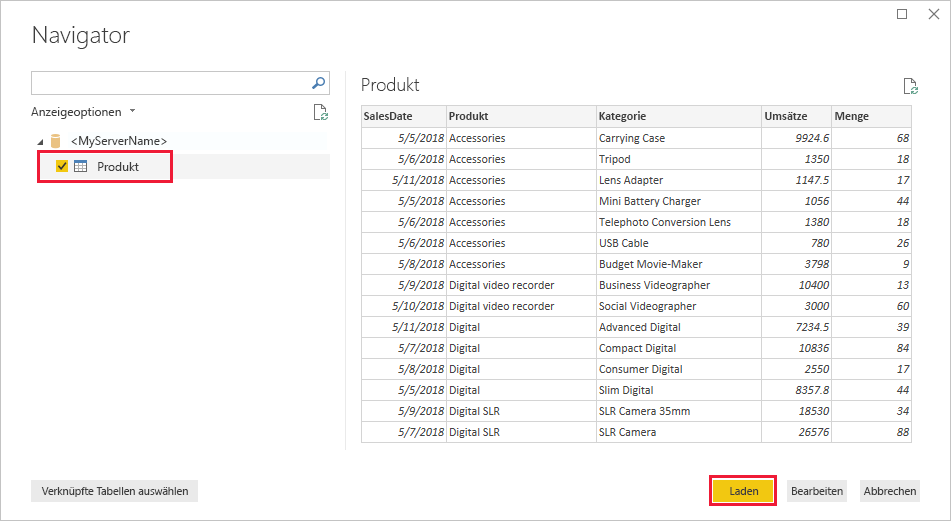 Navigator
Anzeigeoptionen
<MyServerName>
Produkt
Produkt
SalesDate Produkt Kategorie Umsätze Menge
5/5/2018 Accessories Carrying Case 9924.6 68
5/6/2018 Accessories Tripod 1350 18
5/11/2018 Accessories Lens Adapter 1147.5 17
5/5/2018 Accessories Mini Battery Charger 1056 44
5/6/2018 Accessories Telephoto Conversion Lens 1380 18
5/6/2018 Accessories USB Cable 780 26
5/8/2018 Accessories Budget Movie-Maker 3798 9
5/9/2018 Digital video recorder Business Videographer 10400 13
5/10/2018 Digital video recorder Social Videographer 3000 60
5/11/2018 Digital Advanced Digital 7234.5 39
5/7/2018 Digital Compact Digital 10836 84
5/8/2018 Digital Consumer Digital 2550 17
5/5/2018 Digital Slim Digital 8357.8 44
5/9/2018 Digital SLR SLR Camera 35mm 18530 34
5/7/2018 Digital SLR SLR Camera 26576 88
Verknüpfte Tabellen auswählen
Laden
Bearbeiten
Abbrechen